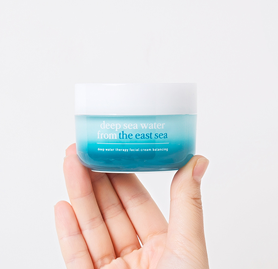 deep sea water
from the east sea
deep water therapy facial cream balancing